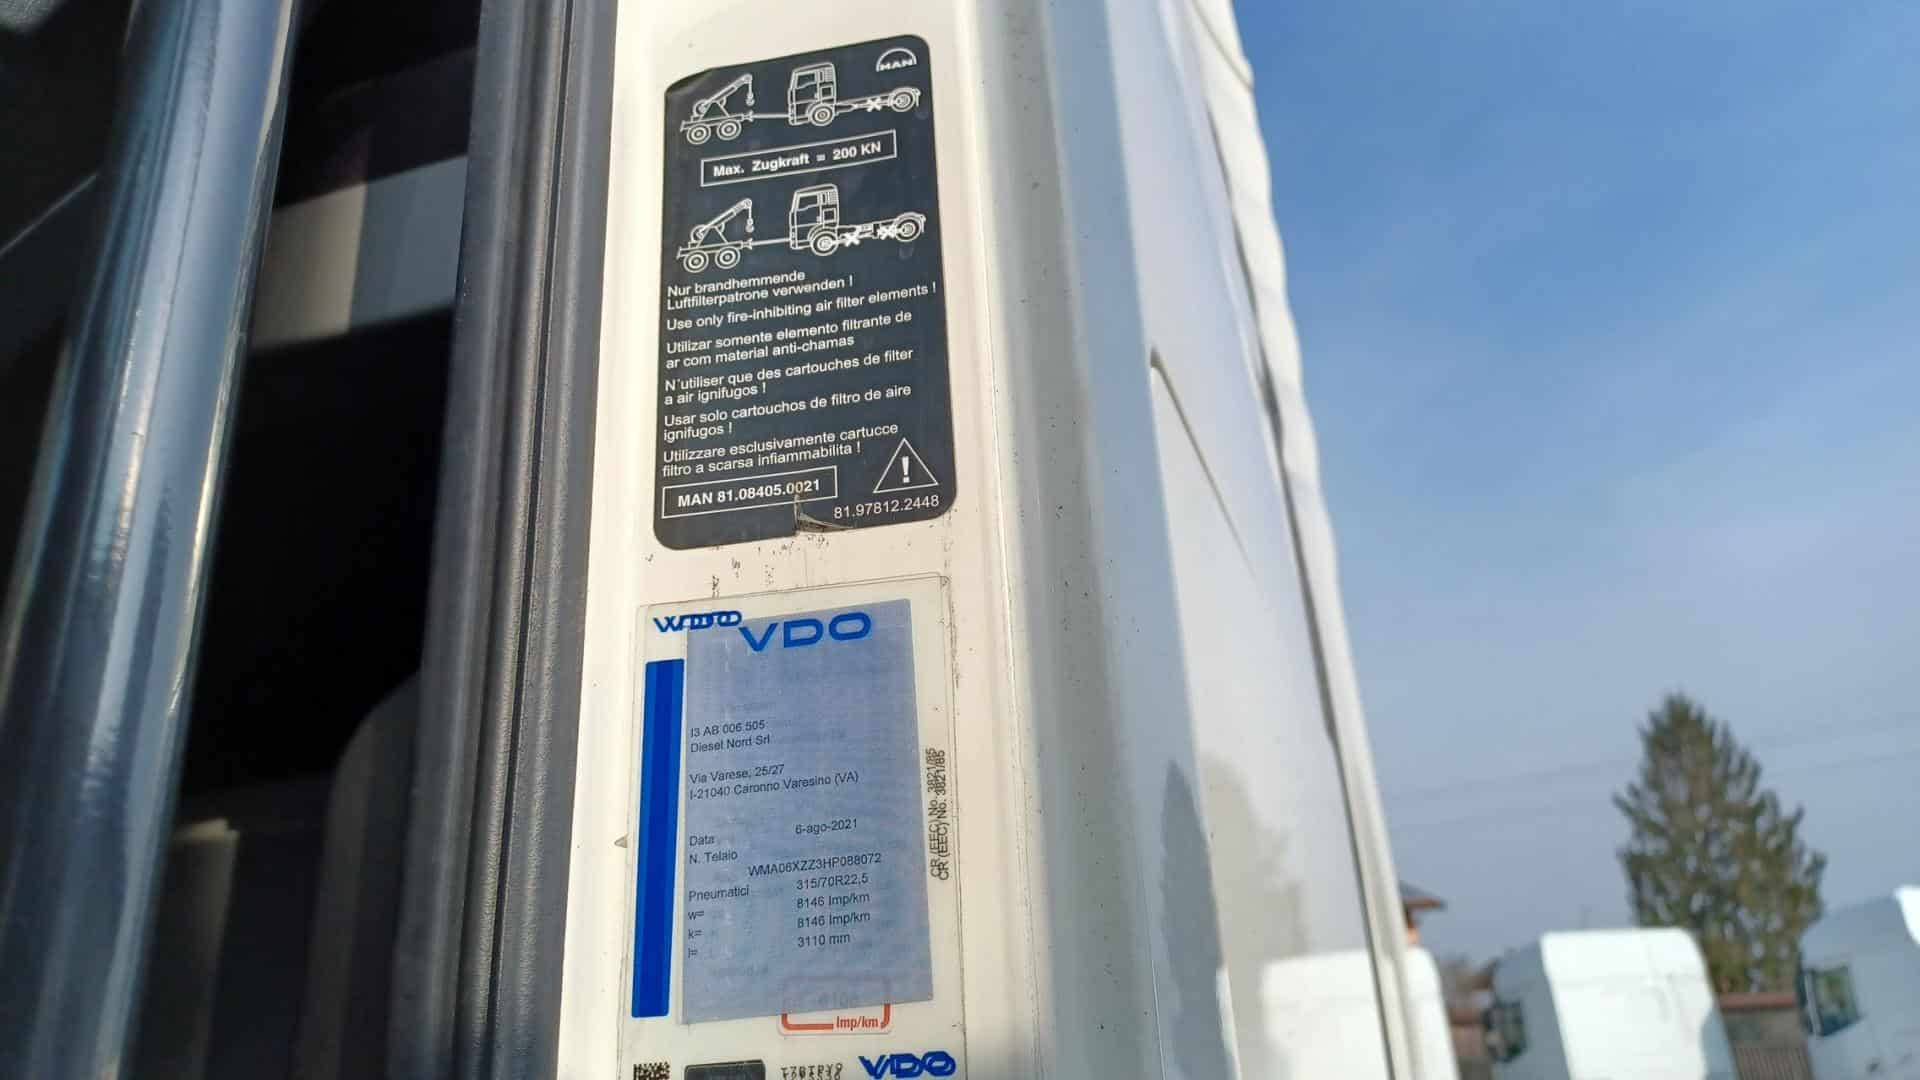 MAN
Max. Zugkraft = 200 KN
Nur brandhemmende
Luftfilterpatrone verwenden !
Use only fire-inhibiting air filter elements !
Utilizar somente elemento filtrante de
ar com material anti-chamas
N´utiliser que des cartouches de filter
a air ignifugos !
Usar solo cartouchos de filtro de aire
ignifugos !
Utilizzare esclusivamente cartucce
filtro a scarsa infiammabilita !
MAN 81.08405.0021
81.97812.2448
VDO
I3 AB 006 505
Diesel Nord Srl
Via Varese, 25/27
I-21040 Caronno Varesino (VA)
Data 6-ago-2021
N. Telaio
WMA06XZZ3HP088072
Pneumatici 315/70R22,5
w= 8146 Imp/km
k= 8146 Imp/km
l= 3110 mm
CR (EEC) No. 3821/85
CR (EEC) No. 3821/85
Imp/km
VDO